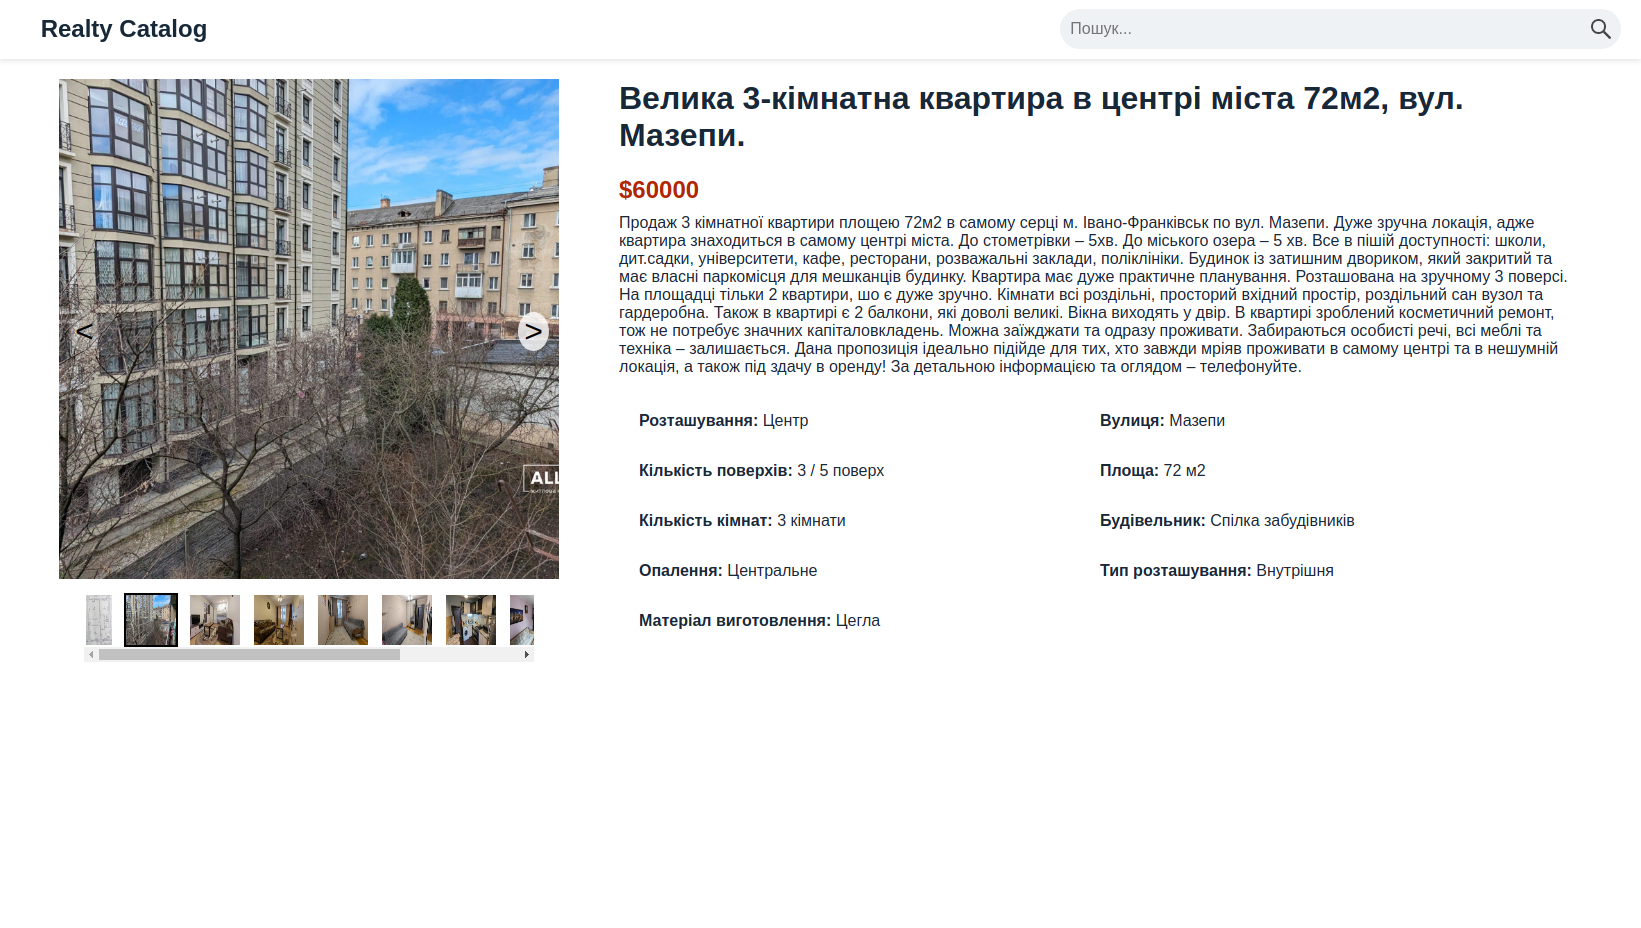 Realty Catalog
Пошук...
Велика 3-кімнатна квартира в центрі міста 72м2, вул.
Мазепи.
$60000
Продаж 3 кімнатної квартири площею 72м2 в самому серці м. Івано-Франківськ по вул. Мазепи. Дуже зручна локація, адже
квартира знаходиться в самому центрі міста. До стометрівки – 5хв. До міського озера – 5 хв. Все в пішій доступності: школи,
дит.садки, університети, кафе, ресторани, розважальні заклади, поліклініки. Будинок із затишним двориком, який закритий та
має власні паркомісця для мешканців будинку. Квартира має дуже практичне планування. Розташована на зручному 3 поверсі.
На площадці тільки 2 квартири, шо є дуже зручно. Кімнати всі роздільні, просторий вхідний простір, роздільний сан вузол та
гардеробна. Також в квартирі є 2 балкони, які доволі великі. Вікна виходять у двір. В квартирі зроблений косметичний ремонт,
тож не потребує значних капіталовкладень. Можна заїжджати та одразу проживати. Забираються особисті речі, всі меблі та
техніка – залишається. Дана пропозиція ідеально підійде для тих, хто завжди мріяв проживати в самому центрі та в нешумній
локація, а також під здачу в оренду! За детальною інформацією та оглядом – телефонуйте.
< >
ALL
Розташування: Центр
Вулиця: Мазепи
Кількість поверхів: 3 / 5 поверх
Площа: 72 м2
Кількість кімнат: 3 кімнати
Будівельник: Спілка забудівників
Опалення: Центральне
Тип розташування: Внутрішня
Матеріал виготовлення: Цегла